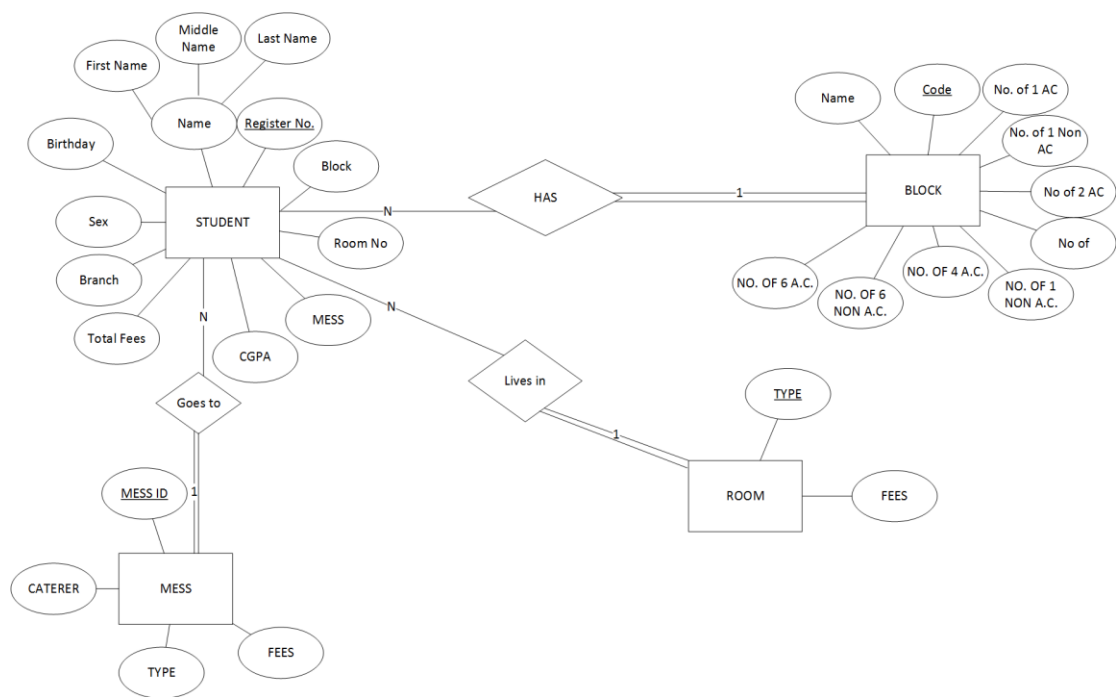 Middle
Name
Last Name
First Name
Name
Register No.
Birthday
Block
Sex
STUDENT
Room No
Branch
Total Fees
CGPA
MESS
N
HAS
1
Name
Code
No. of 1 AC
No. of 1 Non
AC
BLOCK
No of 2 AC
No of
NO. OF 6 A.C.
NO. OF 6
NON A.C.
NO. OF 4 A.C.
NO. OF 1
NON A.C.
N
N
Goes to
Lives in
1
1
TYPE
ROOM
FEES
MESS ID
CATERER
MESS
TYPE
FEES